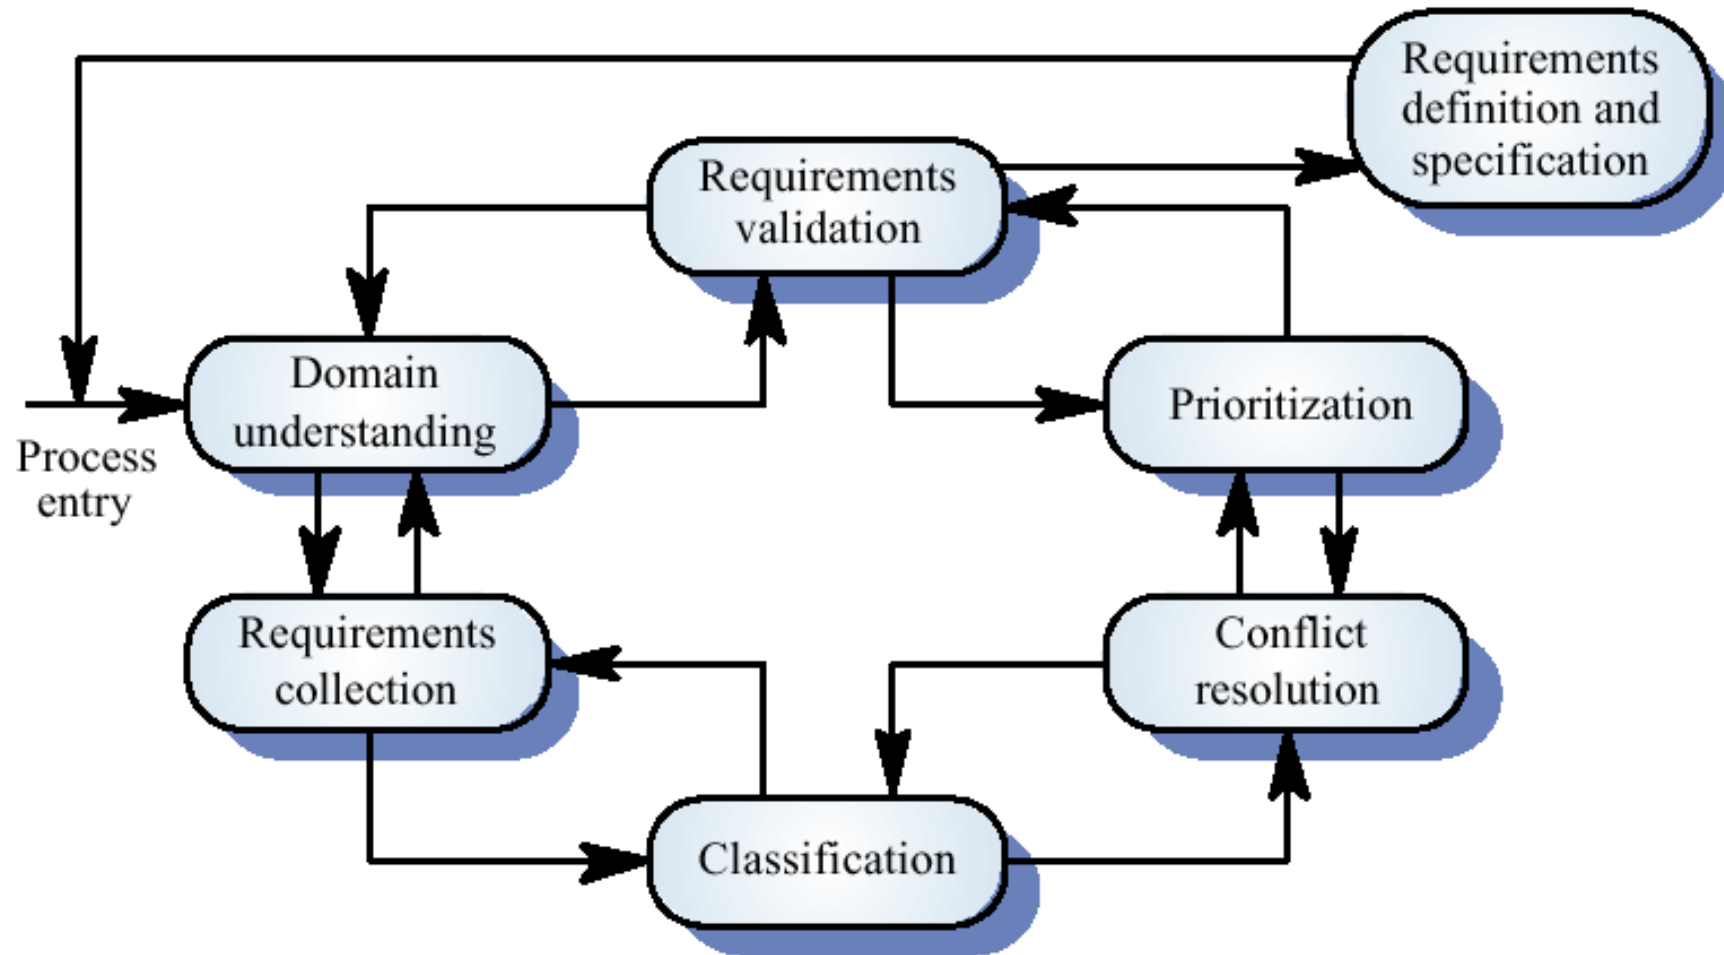 Requirements
definition and
specification
Requirements
validation
Domain
understanding
Prioritization
Process
entry
Requirements
collection
Conflict
resolution
Classification